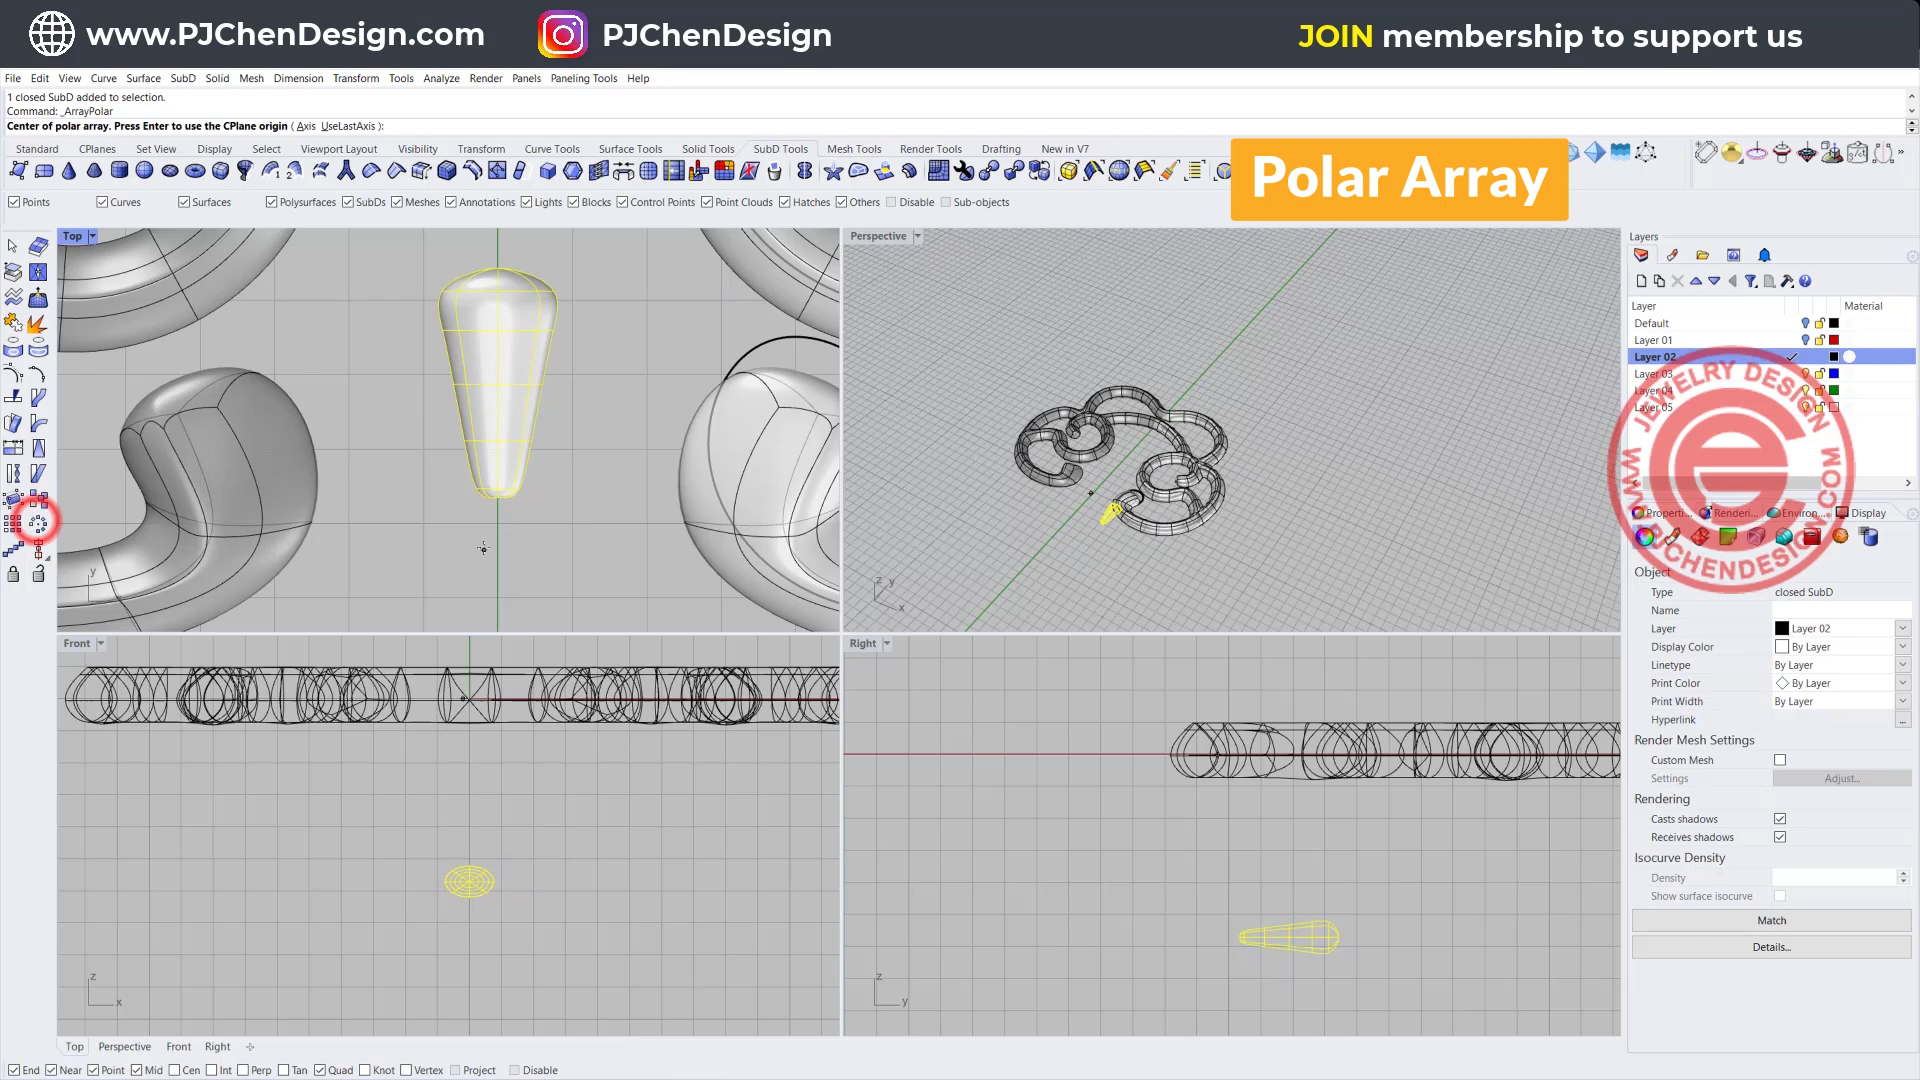 www.PJChenDesign.com PJChenDesign JOIN membership to support us
File Edit View Curve Surface SubD Solid Mesh Dimension Transform Tools Analyze Render Panels Paneling Tools Help
1 closed SubD added to selection.
Command: _ArrayPolar
Center of polar array. Press Enter to use the CPlane origin ( Axis UseLastAxis ):
Standard CPlanes Set View Display Select Viewport Layout Visibility Transform Curve Tools Surface Tools Solid Tools SubD Tools Mesh Tools Render Tools Drafting New in V7
Polar Array
Points Curves Surfaces Polysurfaces SubDs Meshes Annotations Lights Blocks Control Points Point Clouds Hatches Others Disable Sub-objects
Top Perspective
Layers
Layer Material
Default
Layer 01
Layer 02
Layer 03
Layer 04
Layer 05
JEWELRY DESIGN
WWW.PJCHENDESIGN.COM
Properti... Renderi... Environ... Display
Object
Type closed SubD
Name
Layer Layer 02
Display Color By Layer
Linetype By Layer
Print Color By Layer
Print Width By Layer
Hyperlink ...
Render Mesh Settings
Custom Mesh
Settings Adjust...
Rendering
Casts shadows
Receives shadows
Isocurve Density
Density
Show surface isocurve
Match
Details...
y
z y
x
Front Right
z
x
z
y
Top Perspective Front Right
End Near Point Mid Cen Int Perp Tan Quad Knot Vertex Project Disable